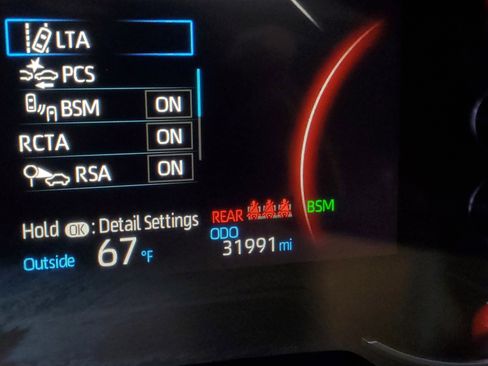 LTA
PCS
BSM ON
RCTA ON
RSA ON
Hold OK : Detail Settings
REAR BSM
Outside 67 °F
ODO
31991 mi